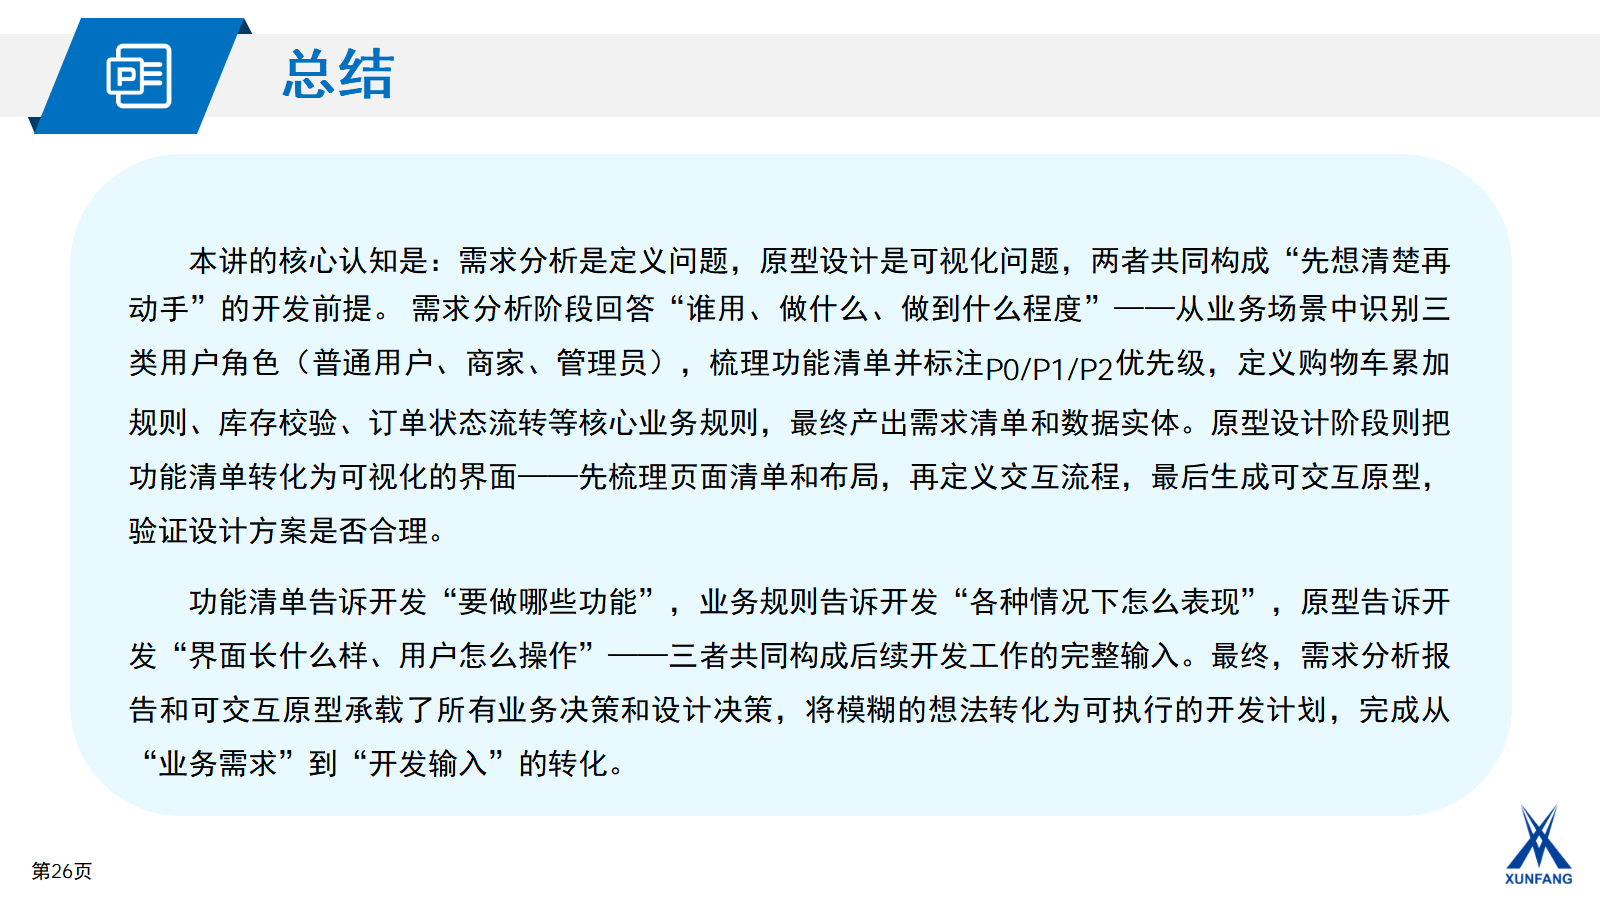 总结
本讲的核心认知是：需求分析是定义问题，原型设计是可视化问题，两者共同构成“先想清楚再
动手”的开发前提。 需求分析阶段回答“谁用、做什么、做到什么程度”——从业务场景中识别三
类用户角色（普通用户、商家、管理员），梳理功能清单并标注P0/P1/P2优先级，定义购物车累加
规则、库存校验、订单状态流转等核心业务规则，最终产出需求清单和数据实体。原型设计阶段则把
功能清单转化为可视化的界面——先梳理页面清单和布局，再定义交互流程，最后生成可交互原型，
验证设计方案是否合理。
功能清单告诉开发“要做哪些功能”，业务规则告诉开发“各种情况下怎么表现”，原型告诉开
发“界面长什么样、用户怎么操作”——三者共同构成后续开发工作的完整输入。最终，需求分析报
告和可交互原型承载了所有业务决策和设计决策，将模糊的想法转化为可执行的开发计划，完成从
“业务需求”到“开发输入”的转化。
第26页
XUNFANG